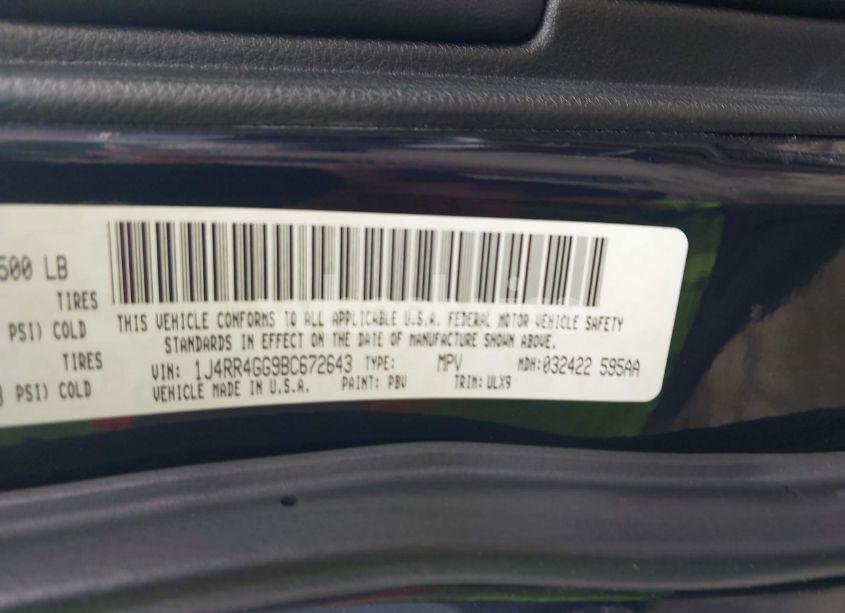 500 LB
TIRES
PSI) COLD
TIRES
PSI) COLD
THIS VEHICLE CONFORMS TO ALL APPLICABLE U.S.A. FEDERAL MOTOR VEHICLE SAFETY
STANDARDS IN EFFECT ON THE DATE OF MANUFACTURE SHOWN ABOVE.
VIN: 1J4RR4GG9BC672643 TYPE: MPV MDH:032422 595AA
VEHICLE MADE IN U.S.A. PAINT: PBV TRIM:ULX9